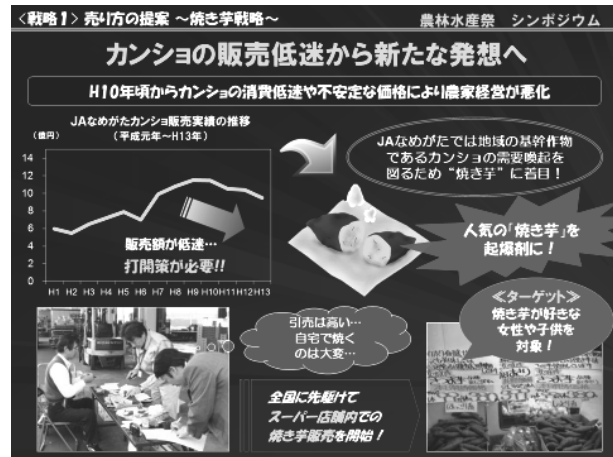 <戦略1> 売り方の提案 ~焼き芋戦略~
農林水産祭 シンポジウム
カンショの販売低迷から新たな発想へ
H10年頃からカンショの消費低迷や不安定な価格により農家経営が悪化
JAなめがたカンショ販売実績の推移
(平成元年~H13年)
(億円)
14
12
10
8
6
4
2
0
H1 H2 H3 H4 H5 H6 H7 H8 H9 H10 H11 H12 H13
販売額が低迷…
打開策が必要!!
JAなめがたでは地域の基幹作物
であるカンショの需要喚起を
図るため“焼き芋”に着目!
人気の「焼き芋」を
起爆剤に!
≪ターゲット≫
焼き芋が好きな
女性や子供を
対象!
引売は高い…
自宅で焼く
のは大変…
全国に先駆けて
スーパー店舗内での
焼き芋販売を開始!